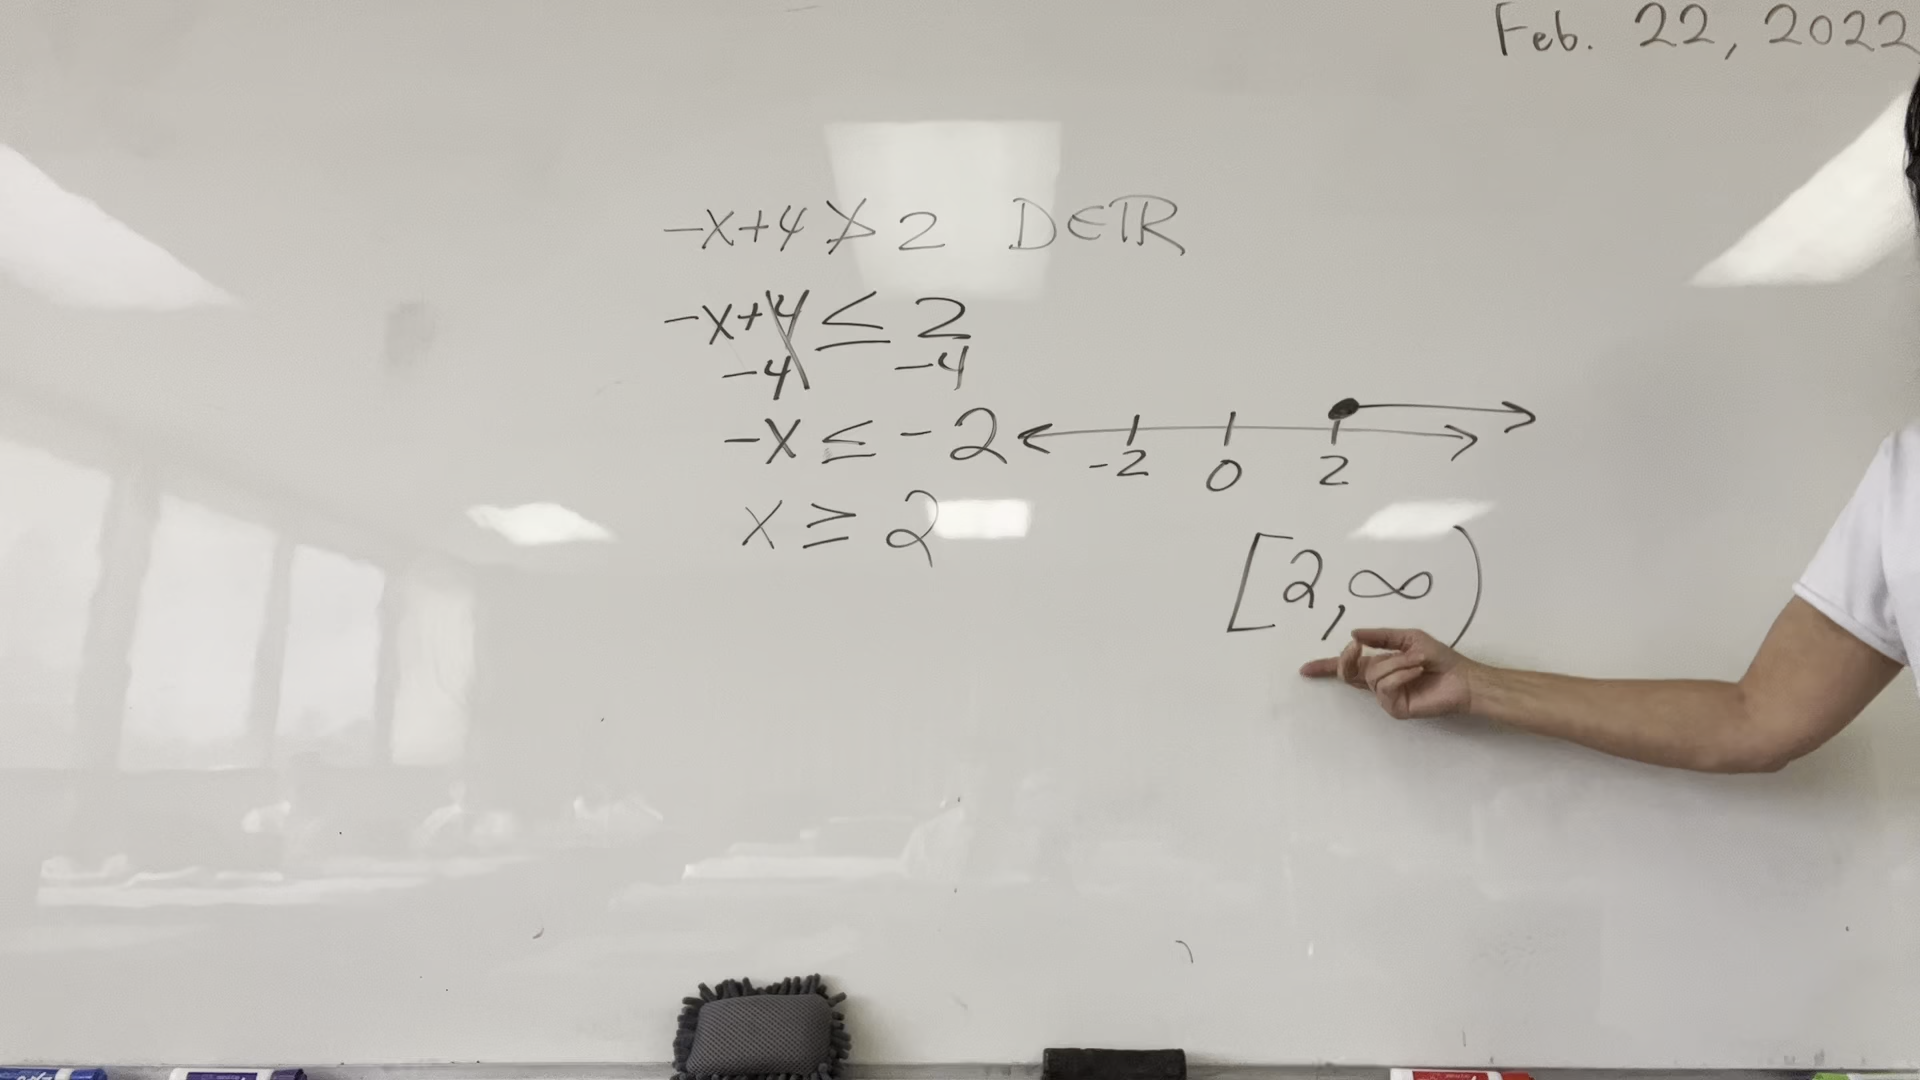 Feb. 22, 2022
-x+4 ≯ 2 D∈ℝ
-x+4 ≤ 2
-4 -4
-x ≤ -2
-2 0 2
x ≥ 2
[2, ∞)